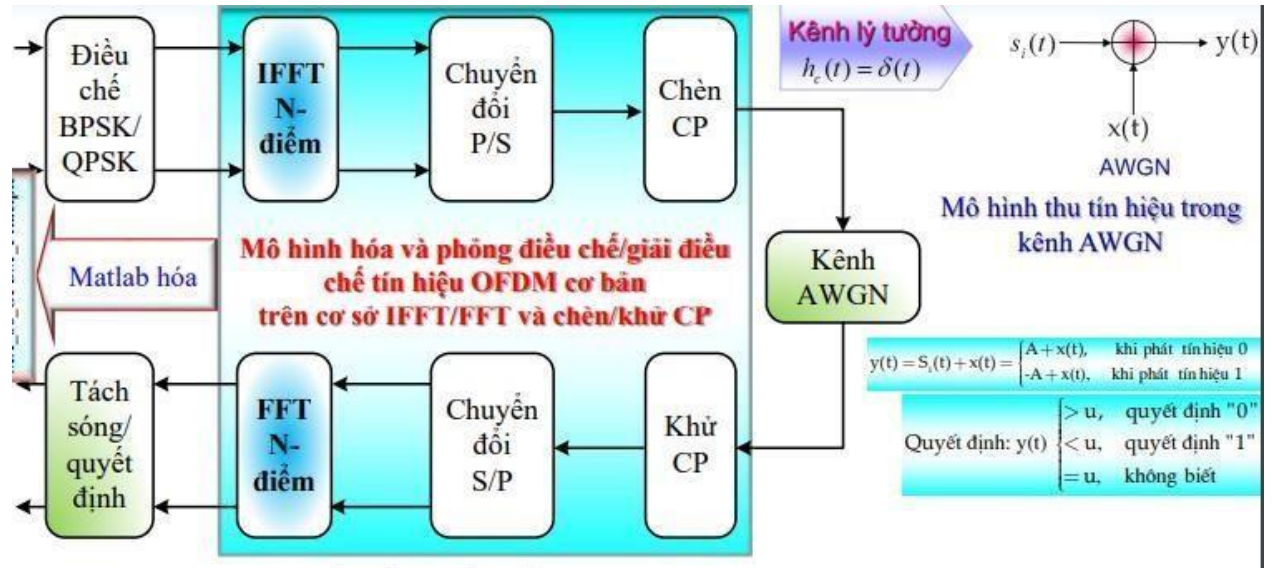 Điều
chế
BPSK/
QPSK
IFFT
N-
điểm
Chuyển
đổi
P/S
Chèn
CP
Kênh lý tưởng
h_c(t) = δ(t)
s_i(t)
y(t)
x(t)
AWGN
Mô hình thu tín hiệu trong
kênh AWGN
Matlab hóa
Mô hình hóa và phỏng điều chế/giải điều
chế tín hiệu OFDM cơ bản
trên cơ sở IFFT/FFT và chèn/khử CP
Kênh
AWGN
y(t) = S_i(t) + x(t) = { A + x(t), khi phát tín hiệu 0
-A + x(t), khi phát tín hiệu 1
Quyết định: y(t) { > u, quyết định "0"
< u, quyết định "1"
= u, không biết
Tách
sóng/
quyết
định
FFT
N-
điểm
Chuyển
đổi
S/P
Khử
CP